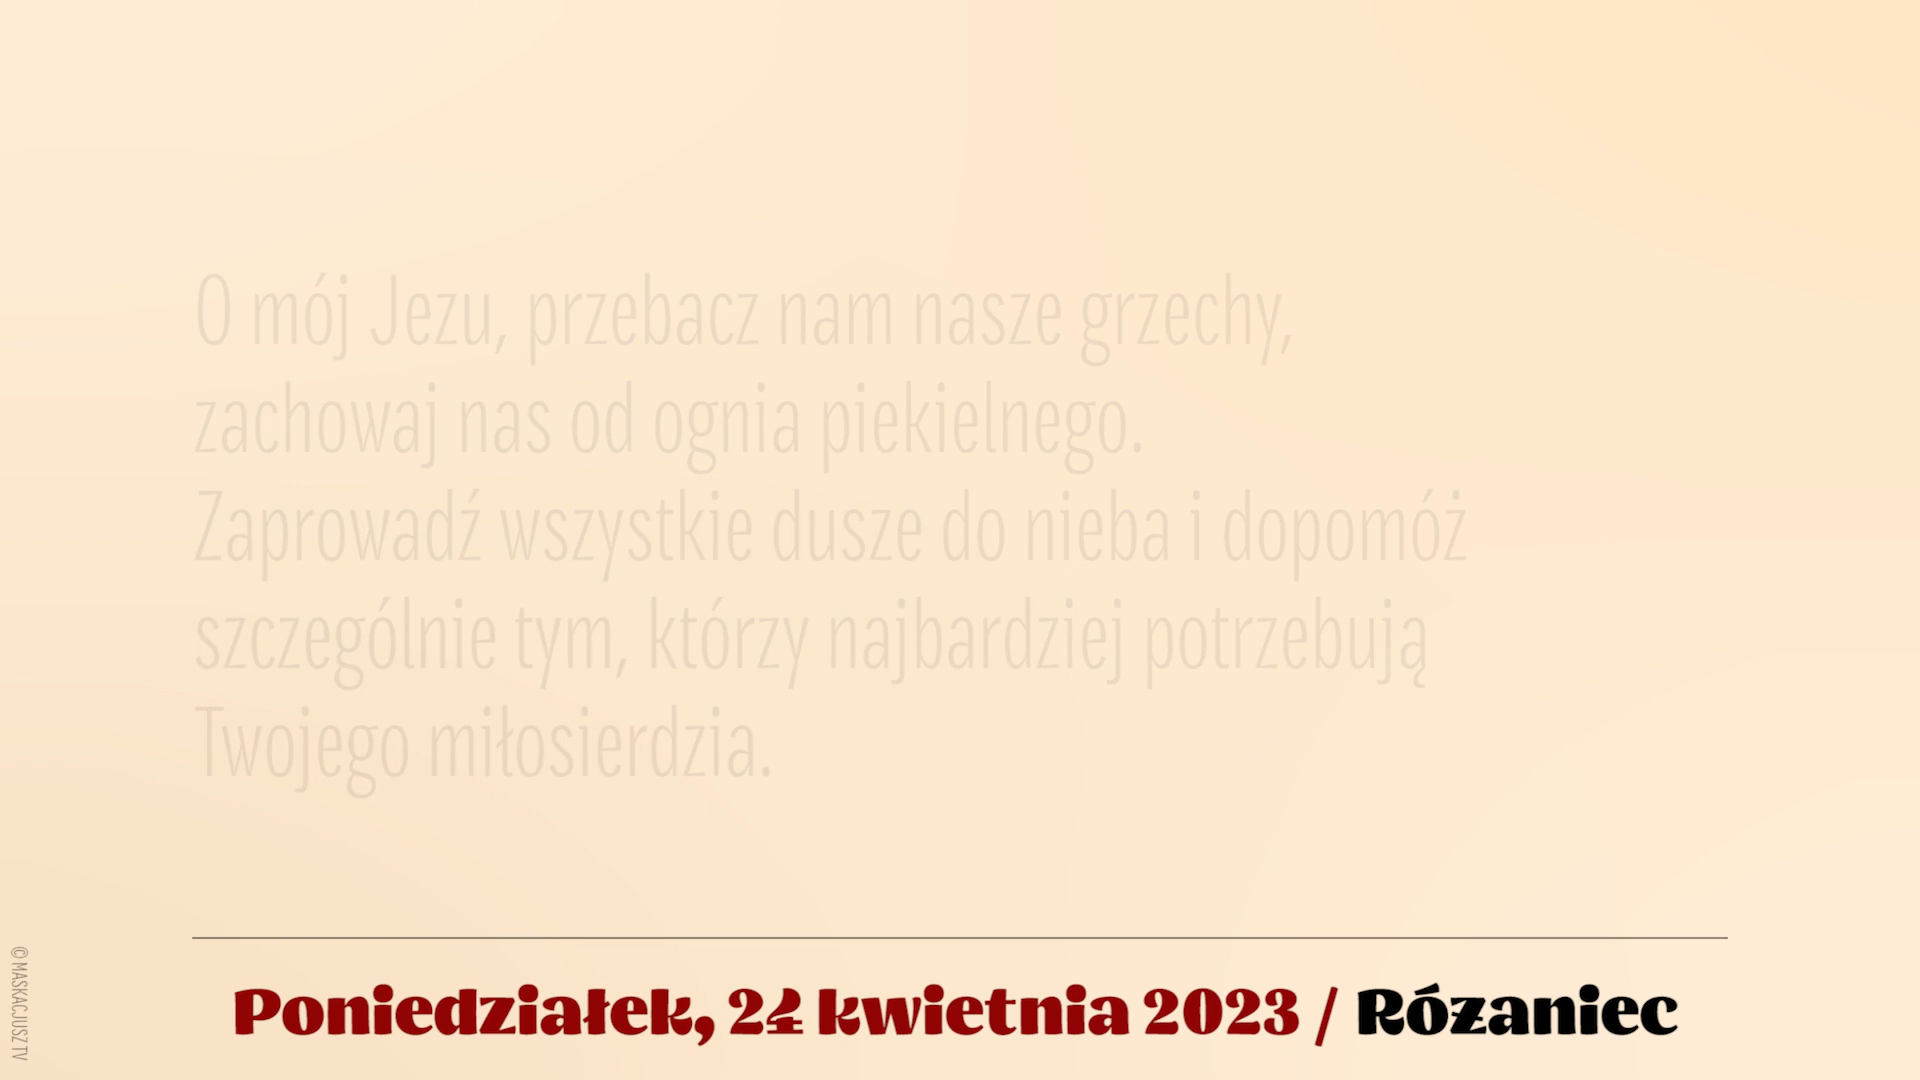 O mój Jezu, przebacz nam nasze grzechy,
zachowaj nas od ognia piekielnego.
Zaprowadź wszystkie dusze do nieba i dopomóż
szczególnie tym, którzy najbardziej potrzebują
Twojego miłosierdzia.
Poniedziałek, 24 kwietnia 2023 / Różaniec
© MASKACJUSZ TV